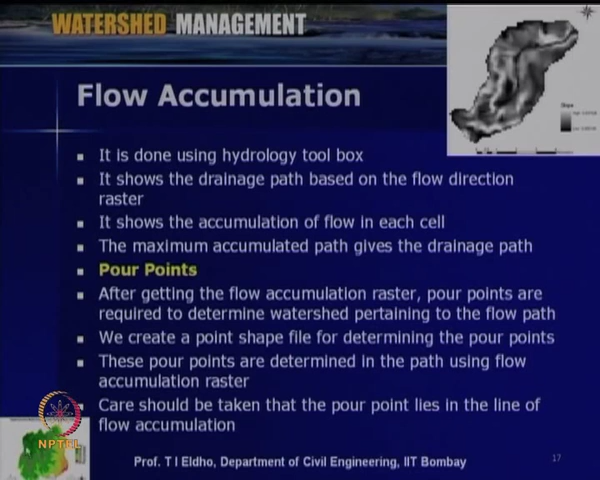 WATERSHED MANAGEMENT
Flow Accumulation
Slope
It is done using hydrology tool box
It shows the drainage path based on the flow direction
raster
It shows the accumulation of flow in each cell
The maximum accumulated path gives the drainage path
Pour Points
After getting the flow accumulation raster, pour points are
required to determine watershed pertaining to the flow path
We create a point shape file for determining the pour points
These pour points are determined in the path using flow
accumulation raster
Care should be taken that the pour point lies in the line of
flow accumulation
NPTEL
Prof. T I Eldho, Department of Civil Engineering, IIT Bombay
17